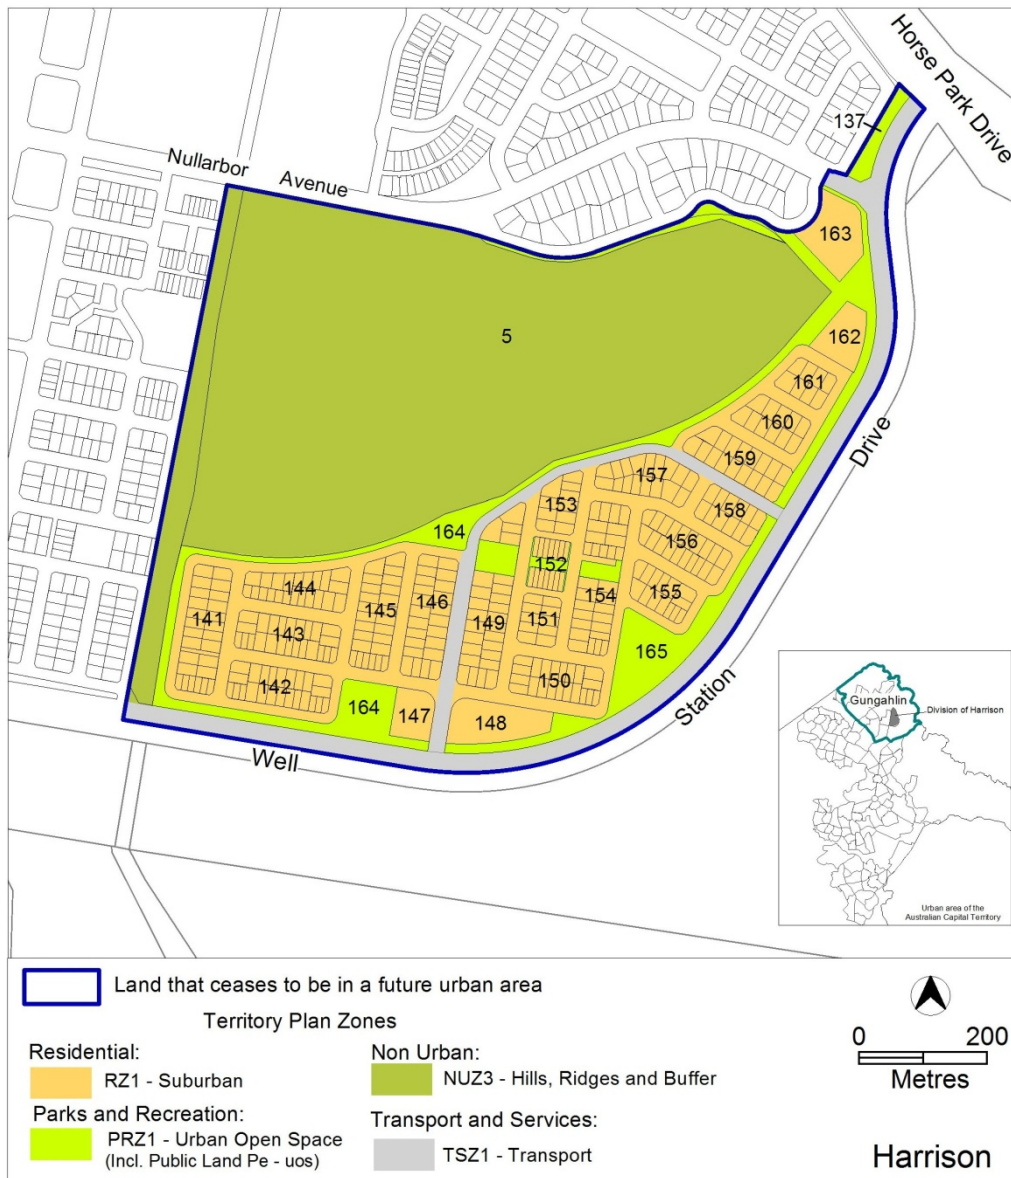 Horse Park Drive
137
Nullarbor Avenue
163
5
162
161
160
Drive
159
157
153
158
164
156
152
144
146
155
145
154
141
149
151
143
165
150
142
164
147
148
Station
Well
Gungahlin
Division of Harrison
Urban area of the
Australian Capital Territory
Land that ceases to be in a future urban area
Territory Plan Zones
Residential:
RZ1 - Suburban
Parks and Recreation:
PRZ1 - Urban Open Space
(Incl. Public Land Pe - uos)
Non Urban:
NUZ3 - Hills, Ridges and Buffer
Transport and Services:
TSZ1 - Transport
0 200
Metres
Harrison